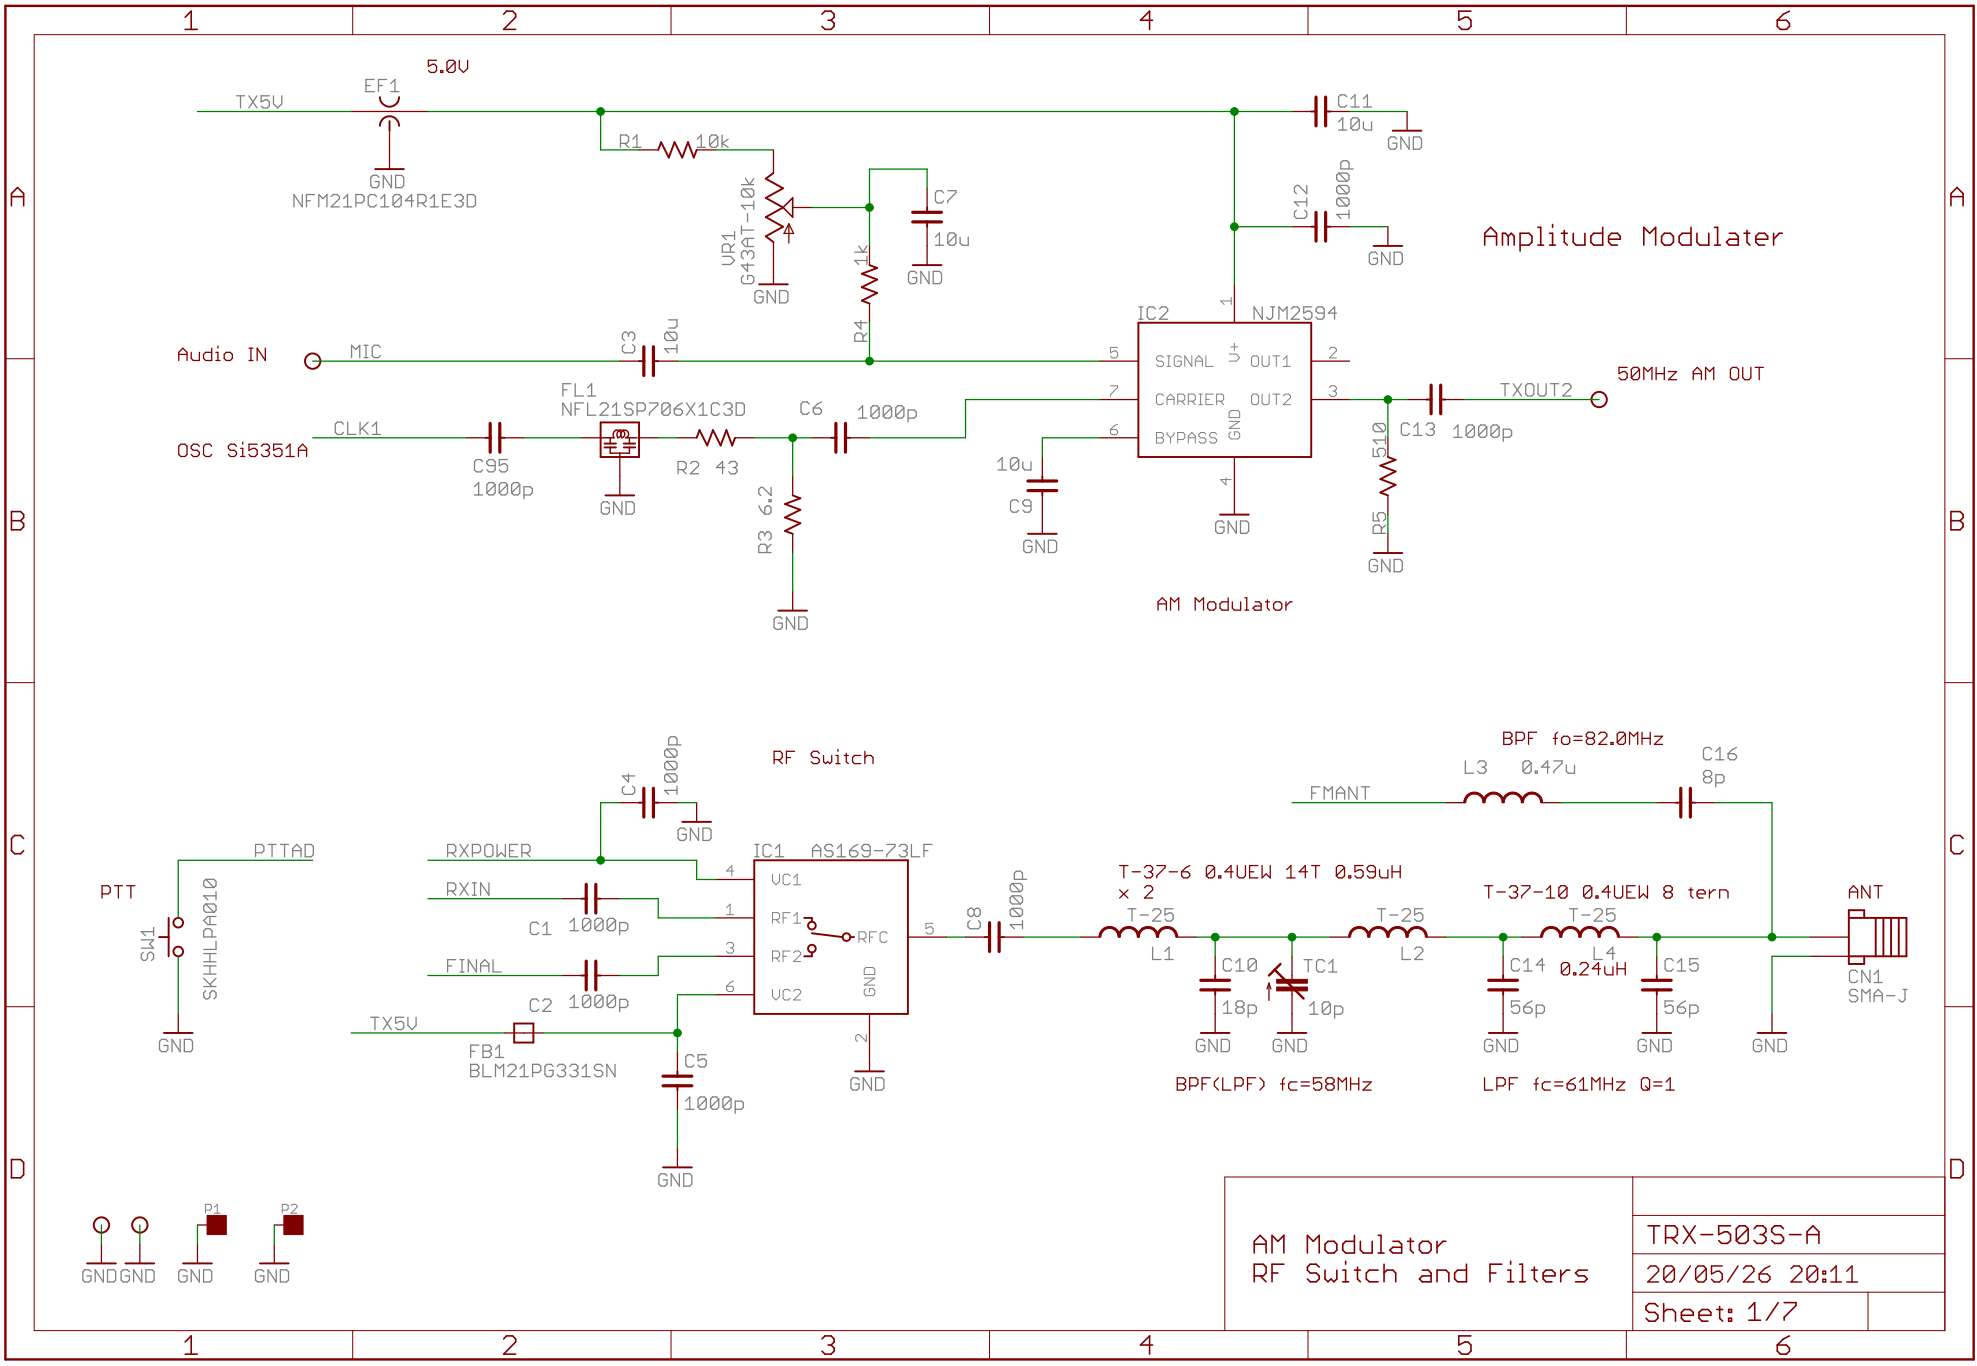 1 2 3 4 5 6
5.0V
EF1
TX5V
GND
NFM21PC104R1E3D
R1 10k
VR1
G43AT-10k
GND
C7
10u
GND
1k
R4
C11
10u
GND
C12
1000p
GND
A A
Amplitude Modulater
Audio IN
MIC
C3
10u
IC2 NJM2594
1
5 SIGNAL V+ OUT1 2
7 CARRIER OUT2 3
6 BYPASS GND
4
GND
50MHz AM OUT
TXOUT2
C13 1000p
510
R5
GND
FL1
NFL21SP706X1C3D
CLK1
OSC Si5351A
C95
1000p
GND
R2 43
C6 1000p
R3 6.2
GND
10u
C9
GND
B B
AM Modulator
RF Switch
C4
1000p
GND
BPF fo=82.0MHz
L3 0.47u
C16
8p
FMANT
C C
PTTAD
PTT
SW1
SKHHLPA010
GND
RXPOWER
RXIN
C1 1000p
FINAL
C2 1000p
TX5V
FB1
BLM21PG331SN
C5
1000p
GND
IC1 AS169-73LF
4 VC1
1 RF1
RFC 5
3 RF2
6 VC2
GND
2
GND
C8
1000p
T-37-6 0.4UEW 14T 0.59uH
x 2
T-25
L1
C10
18p
GND
TC1
10p
GND
T-25
L2
T-37-10 0.4UEW 8 tern
T-25
L4
0.24uH
C14
56p
GND
C15
56p
GND
ANT
CN1
SMA-J
GND
BPF(LPF) fc=58MHz
LPF fc=61MHz Q=1
D D
P1
P2
GND GND GND GND
AM Modulator
RF Switch and Filters
TRX-503S-A
20/05/26 20:11
Sheet: 1/7
1 2 3 4 5 6